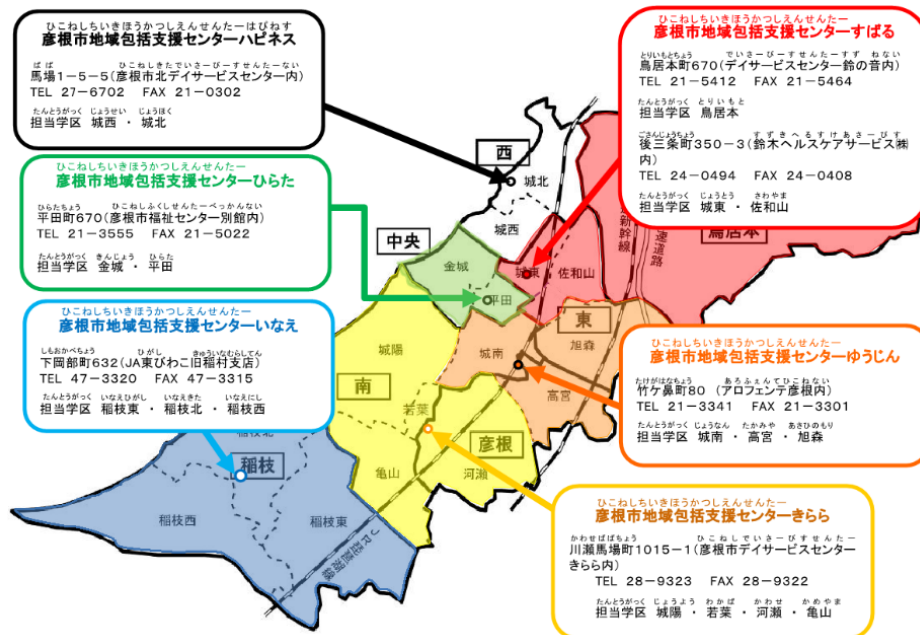 ひこねしちいきほうかつしえんせんたーはぴねす
彦根市地域包括支援センターハピネス
ばば ひこねしきたでいさーびすせんたーない
馬場1-5-5(彦根市北デイサービスセンター内)
TEL 27-6702 FAX 21-0302
たんとうがっく じょうせい じょうほく
担当学区 城西 ・ 城北
ひこねしちいきほうかつしえんせんたー
彦根市地域包括支援センターすばる
とりいもとちょう でいさーびーすせんたーすず ねない
鳥居本町670(デイサービスセンター鈴の音内)
TEL 21-5412 FAX 21-5464
たんとうがっく とりいもと
担当学区 鳥居本
ごさんじょうちょう すずきへるすけあさーびす
後三条町350-3(鈴木ヘルスケアサービス㈱
内)
TEL 24-0494 FAX 24-0408
たんとうがっく じょうとう さわやま
担当学区 城東 ・ 佐和山
ひこねしちいきほうかつしえんせんたー
彦根市地域包括支援センターひらた
ひらたちょう ひこねしふくしせんたーべっかんない
平田町670(彦根市福祉センター別館内)
TEL 21-3555 FAX 21-5022
たんとうがっく きんじょう ひらた
担当学区 金城 ・ 平田
ひこねしちいきほうかつしえんせんたー
彦根市地域包括支援センターいなえ
しもおかべちょう ひがし きゅういなむらしてん
下岡部町632(JA東びわこ旧稲村支店)
TEL 47-3320 FAX 47-3315
たんとうがっく いなえひがし いなえきた いなえにし
担当学区 稲枝東 ・ 稲枝北 ・ 稲枝西
ひこねしちいきほうかつしえんせんたー
彦根市地域包括支援センターゆうじん
たけがはなちょう あろふぇんてひこねない
竹ケ鼻町80 (アロフェンテ彦根内)
TEL 21-3341 FAX 21-3301
たんとうがっく じょうなん たかみや あさひのもり
担当学区 城南 ・ 高宮 ・ 旭森
ひこねしちいきほうかつしえんせんたー
彦根市地域包括支援センターきらら
かわせばばちょう ひこねしでいさーびすせんたー
川瀬馬場町1015-1(彦根市デイサービスセンター
きらら内)
TEL 28-9323 FAX 28-9322
たんとうがっく じょうよう わかば かわせ かめやま
担当学区 城陽 ・ 若葉 ・ 河瀬 ・ 亀山
西
城北
城西
中央
金城
平田
城東
佐和山
鳥居本
新幹線
速道路
東
旭森
城南
高宮
城陽
南
若葉
彦根
河瀬
亀山
稲枝北
稲枝
稲枝西
稲枝東
JR琵琶湖線